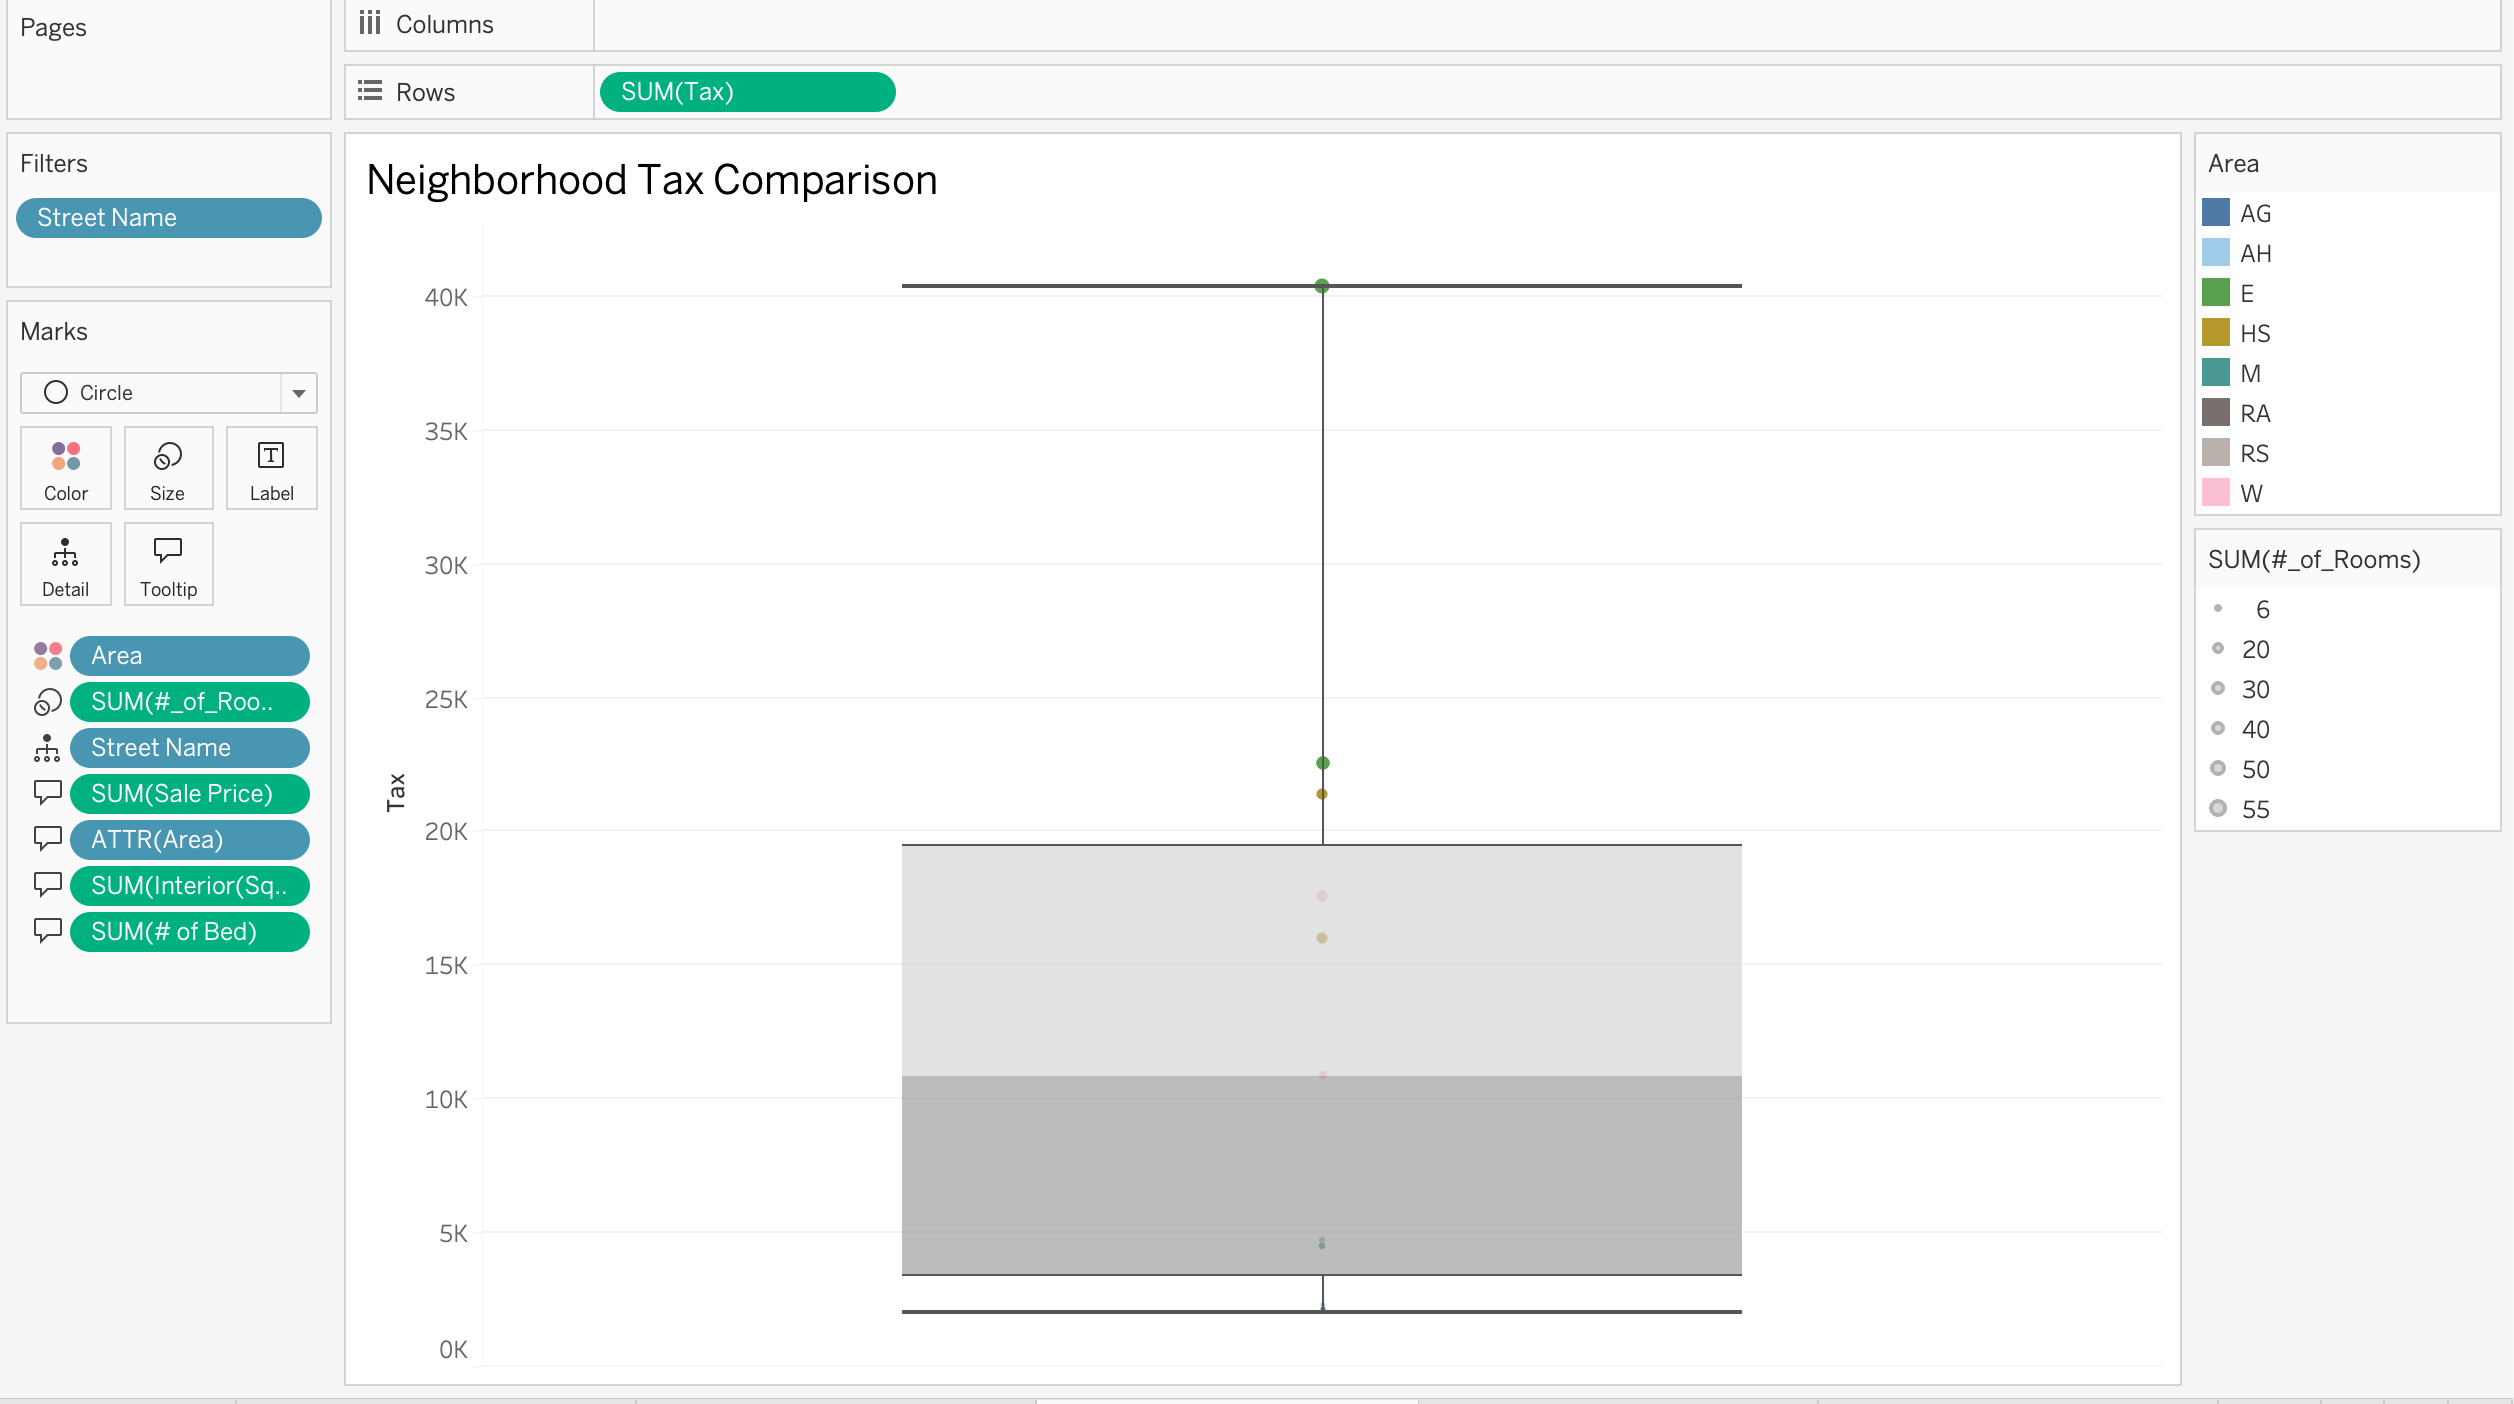 Pages
Columns
Rows
SUM(Tax)
Filters
Street Name
Marks
Circle
Color
Size
Label
Detail
Tooltip
Area
SUM(#_of_Roo..
Street Name
SUM(Sale Price)
ATTR(Area)
SUM(Interior(Sq..
SUM(# of Bed)
Neighborhood Tax Comparison
Tax
40K
35K
30K
25K
20K
15K
10K
5K
0K
Area
AG
AH
E
HS
M
RA
RS
W
SUM(#_of_Rooms)
6
20
30
40
50
55